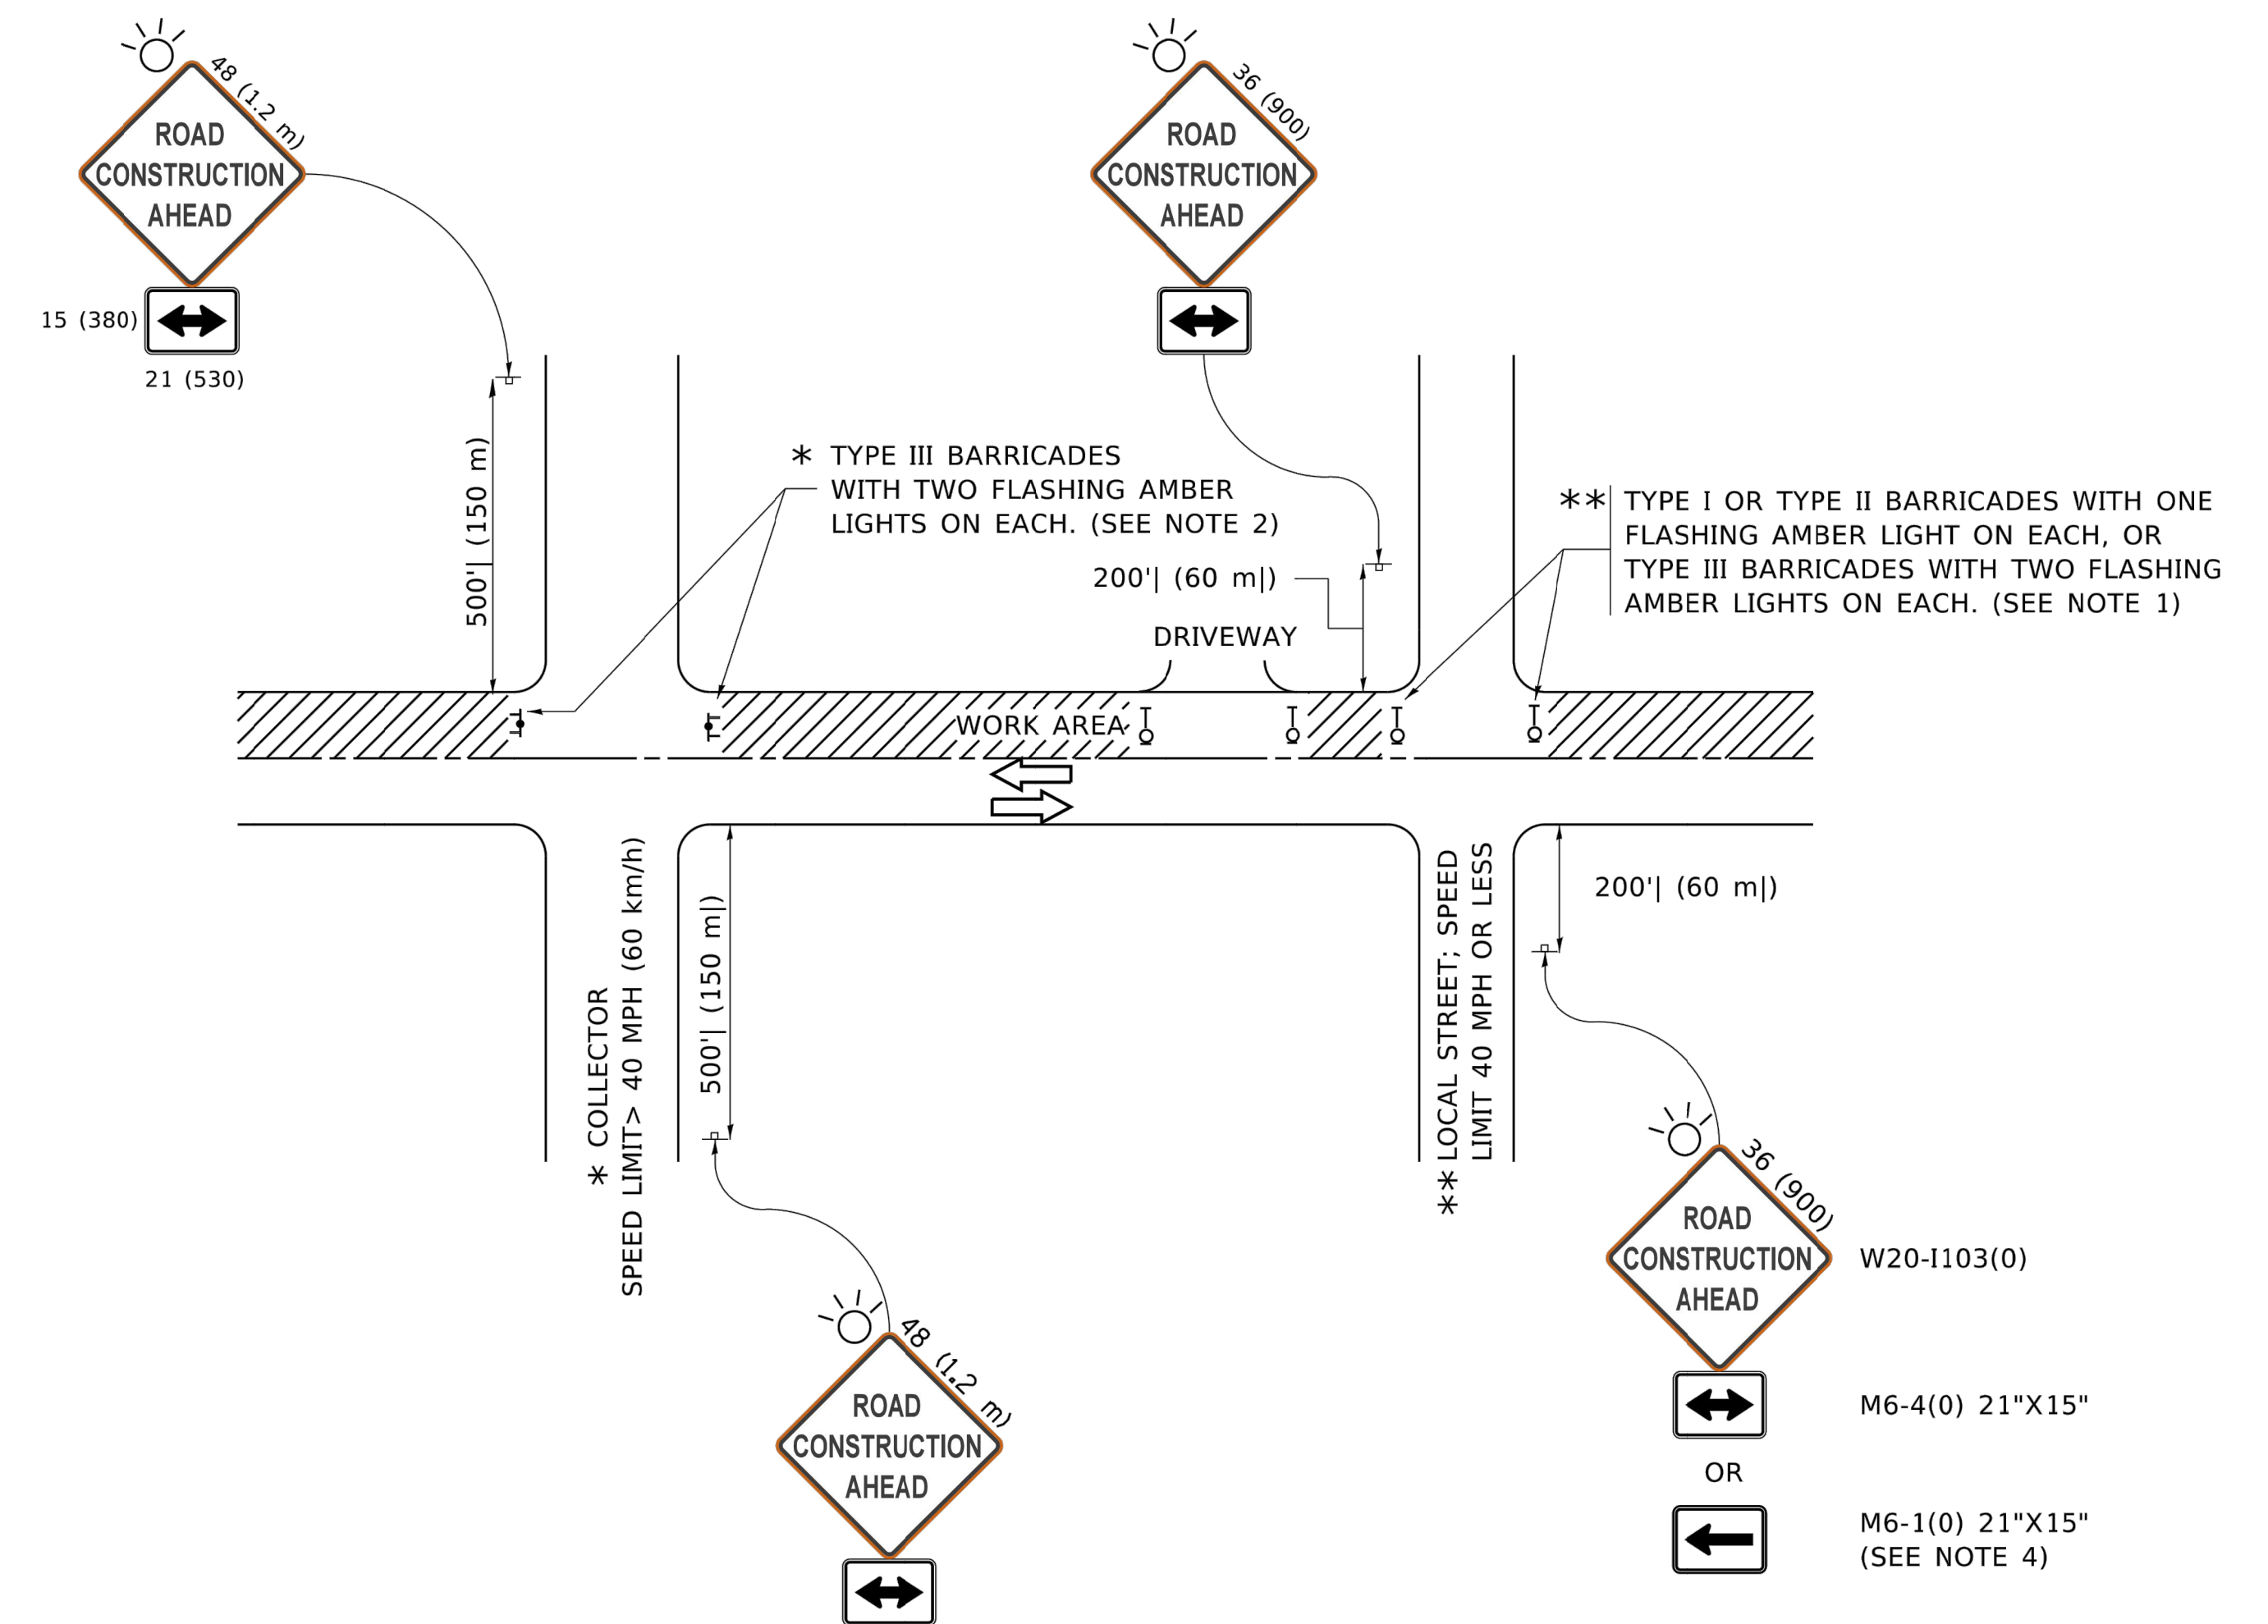 48 (1.2 m)
ROAD
CONSTRUCTION
AHEAD
15 (380)
21 (530)
36 (900)
ROAD
CONSTRUCTION
AHEAD
500'| (150 m)
* TYPE III BARRICADES
WITH TWO FLASHING AMBER
LIGHTS ON EACH. (SEE NOTE 2)
200'| (60 m|)
DRIVEWAY
** TYPE I OR TYPE II BARRICADES WITH ONE
FLASHING AMBER LIGHT ON EACH, OR
TYPE III BARRICADES WITH TWO FLASHING
AMBER LIGHTS ON EACH. (SEE NOTE 1)
WORK AREA
* COLLECTOR
SPEED LIMIT> 40 MPH (60 km/h)
500'| (150 m|)
** LOCAL STREET; SPEED
LIMIT 40 MPH OR LESS
200'| (60 m|)
48 (1.2 m)
ROAD
CONSTRUCTION
AHEAD
36 (900)
ROAD
CONSTRUCTION
AHEAD
W20-I103(0)
M6-4(0) 21"X15"
OR
M6-1(0) 21"X15"
(SEE NOTE 4)